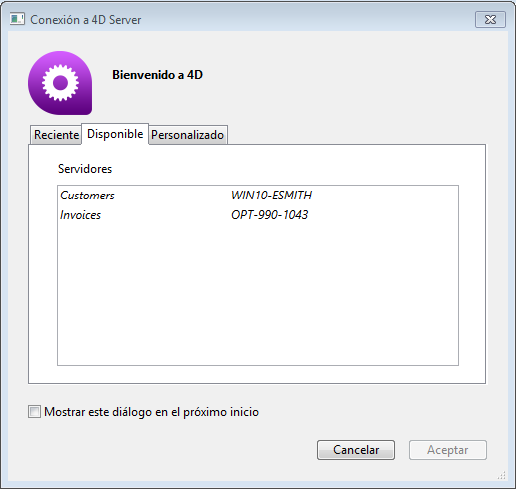 Conexión a 4D Server
Bienvenido a 4D
Reciente Disponible Personalizado
Servidores
Customers WIN10-ESMITH
Invoices OPT-990-1043
Mostrar este diálogo en el próximo inicio
Cancelar Aceptar